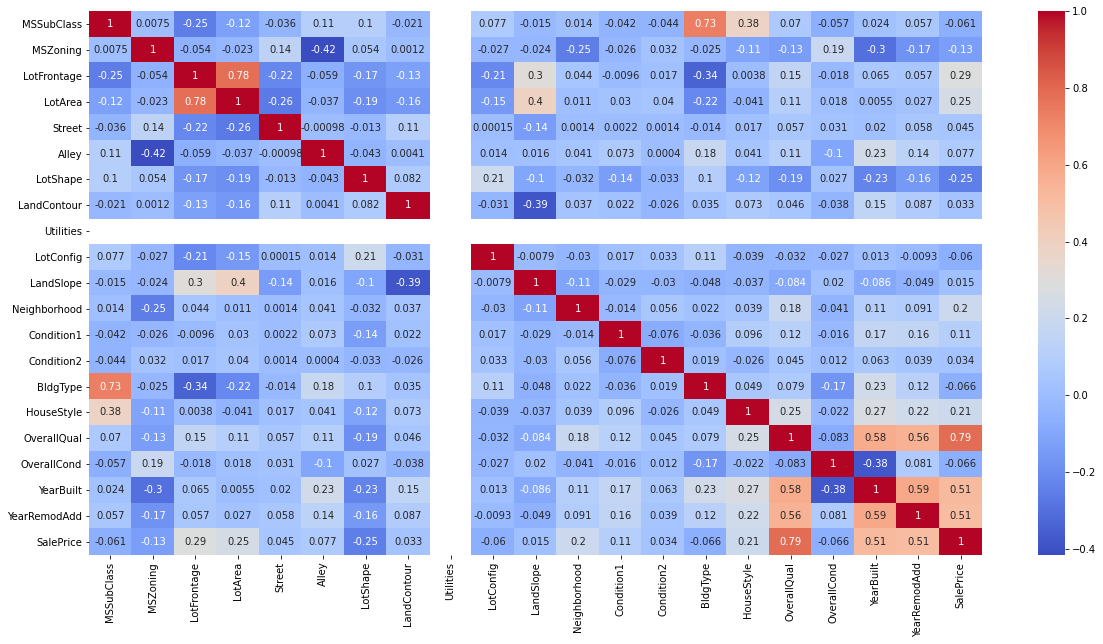 MSSubClass 1 0.0075 -0.25 -0.12 -0.036 0.11 0.1 -0.021 0.077 -0.015 0.014 -0.042 -0.044 0.73 0.38 0.07 -0.057 0.024 0.057 -0.061
MSZoning 0.0075 1 -0.054 -0.023 0.14 -0.42 0.054 0.0012 -0.027 -0.024 -0.25 -0.026 0.032 -0.025 -0.11 -0.13 0.19 -0.3 -0.17 -0.13
LotFrontage -0.25 -0.054 1 0.78 -0.22 -0.059 -0.17 -0.13 -0.21 0.3 0.044 -0.0096 0.017 -0.34 0.0038 0.15 -0.018 0.065 0.057 0.29
LotArea -0.12 -0.023 0.78 1 -0.26 -0.037 -0.19 -0.16 -0.15 0.4 0.011 0.03 0.04 -0.22 -0.041 0.11 0.018 0.0055 0.027 0.25
Street -0.036 0.14 -0.22 -0.26 1 -0.00098 -0.013 0.11 0.00015 -0.14 0.0014 0.0022 0.0014 -0.014 0.017 0.057 0.031 0.02 0.058 0.045
Alley 0.11 -0.42 -0.059 -0.037 -0.00098 1 -0.043 0.0041 0.014 0.016 0.041 0.073 0.0004 0.18 0.041 0.11 -0.1 0.23 0.14 0.077
LotShape 0.1 0.054 -0.17 -0.19 -0.013 -0.043 1 0.082 0.21 -0.1 -0.032 -0.14 -0.033 0.1 -0.12 -0.19 0.027 -0.23 -0.16 -0.25
LandContour -0.021 0.0012 -0.13 -0.16 0.11 0.0041 0.082 1 -0.031 -0.39 0.037 0.022 -0.026 0.035 0.073 0.046 -0.038 0.15 0.087 0.033
Utilities
LotConfig 0.077 -0.027 -0.21 -0.15 0.00015 0.014 0.21 -0.031 1 -0.0079 -0.03 0.017 0.033 0.11 -0.039 -0.032 -0.027 0.013 -0.0093 -0.06
LandSlope -0.015 -0.024 0.3 0.4 -0.14 0.016 -0.1 -0.39 -0.0079 1 -0.11 -0.029 -0.03 -0.048 -0.037 -0.084 0.02 -0.086 -0.049 0.015
Neighborhood 0.014 -0.25 0.044 0.011 0.0014 0.041 -0.032 0.037 -0.03 -0.11 1 -0.014 0.056 0.022 0.039 0.18 -0.041 0.11 0.091 0.2
Condition1 -0.042 -0.026 -0.0096 0.03 0.0022 0.073 -0.14 0.022 0.017 -0.029 -0.014 1 -0.076 -0.036 0.096 0.12 -0.016 0.17 0.16 0.11
Condition2 -0.044 0.032 0.017 0.04 0.0014 0.0004 -0.033 -0.026 0.033 -0.03 0.056 -0.076 1 0.019 -0.026 0.045 0.012 0.063 0.039 0.034
BldgType 0.73 -0.025 -0.34 -0.22 -0.014 0.18 0.1 0.035 0.11 -0.048 0.022 -0.036 0.019 1 0.049 0.079 -0.17 0.23 0.12 -0.066
HouseStyle 0.38 -0.11 0.0038 -0.041 0.017 0.041 -0.12 0.073 -0.039 -0.037 0.039 0.096 -0.026 0.049 1 0.25 -0.022 0.27 0.22 0.21
OverallQual 0.07 -0.13 0.15 0.11 0.057 0.11 -0.19 0.046 -0.032 -0.084 0.18 0.12 0.045 0.079 0.25 1 -0.083 0.58 0.56 0.79
OverallCond -0.057 0.19 -0.018 0.018 0.031 -0.1 0.027 -0.038 -0.027 0.02 -0.041 -0.016 0.012 -0.17 -0.022 -0.083 1 -0.38 0.081 -0.066
YearBuilt 0.024 -0.3 0.065 0.0055 0.02 0.23 -0.23 0.15 0.013 -0.086 0.11 0.17 0.063 0.23 0.27 0.58 -0.38 1 0.59 0.51
YearRemodAdd 0.057 -0.17 0.057 0.027 0.058 0.14 -0.16 0.087 -0.0093 -0.049 0.091 0.16 0.039 0.12 0.22 0.56 0.081 0.59 1 0.51
SalePrice -0.061 -0.13 0.29 0.25 0.045 0.077 -0.25 0.033 -0.06 0.015 0.2 0.11 0.034 -0.066 0.21 0.79 -0.066 0.51 0.51 1
MSSubClass
MSZoning
LotFrontage
LotArea
Street
Alley
LotShape
LandContour
Utilities
LotConfig
LandSlope
Neighborhood
Condition1
Condition2
BldgType
HouseStyle
OverallQual
OverallCond
YearBuilt
YearRemodAdd
SalePrice
1.0
0.8
0.6
0.4
0.2
0.0
−0.2
−0.4